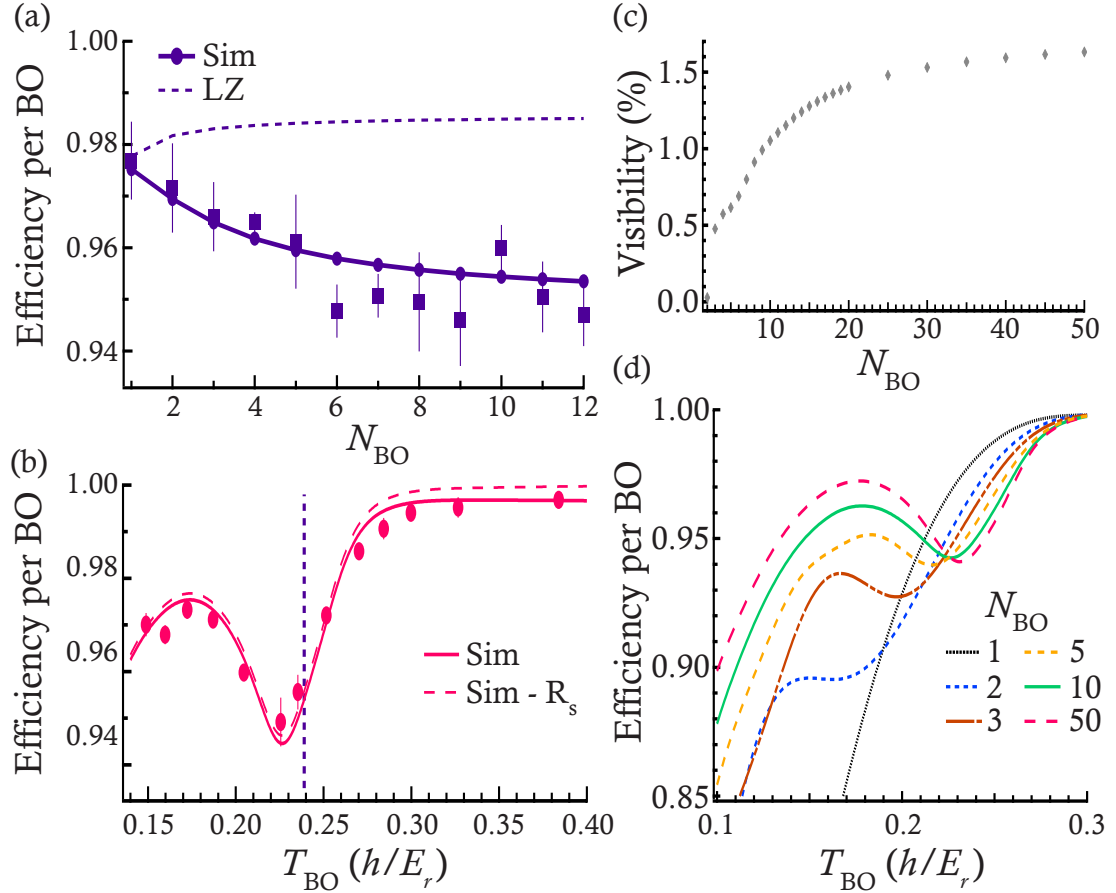 (a)
1.00
0.98
0.96
0.94
Efficiency per BO
Sim
LZ
2 4 6 8 10 12
N_BO
(b)
1.00
0.98
0.96
0.94
Efficiency per BO
Sim
Sim - R_s
0.15 0.20 0.25 0.30 0.35 0.40
T_BO (h/E_r)
(c)
1.5
1.0
0.5
0.0
Visibility (%)
10 20 30 40 50
N_BO
(d)
1.00
0.95
0.90
0.85
Efficiency per BO
N_BO
1 5
2 10
3 50
0.1 0.2 0.3
T_BO (h/E_r)